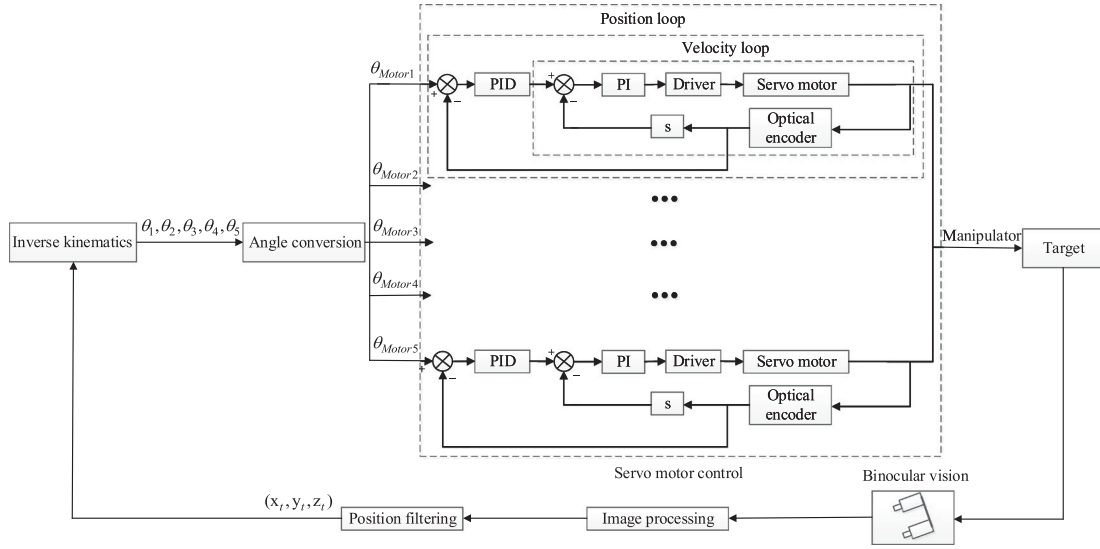 Position loop
Velocity loop
θMotor1
+
−
PID
+
−
PI
Driver
Servo motor
s
Optical
encoder
θMotor2
•••
Inverse kinematics
θ1,θ2,θ3,θ4,θ5
Angle conversion
θMotor3
•••
Manipulator
Target
θMotor4
•••
θMotor5
+
−
PID
+
−
PI
Driver
Servo motor
s
Optical
encoder
Servo motor control
Binocular vision
(xt,yt,zt)
Position filtering
Image processing